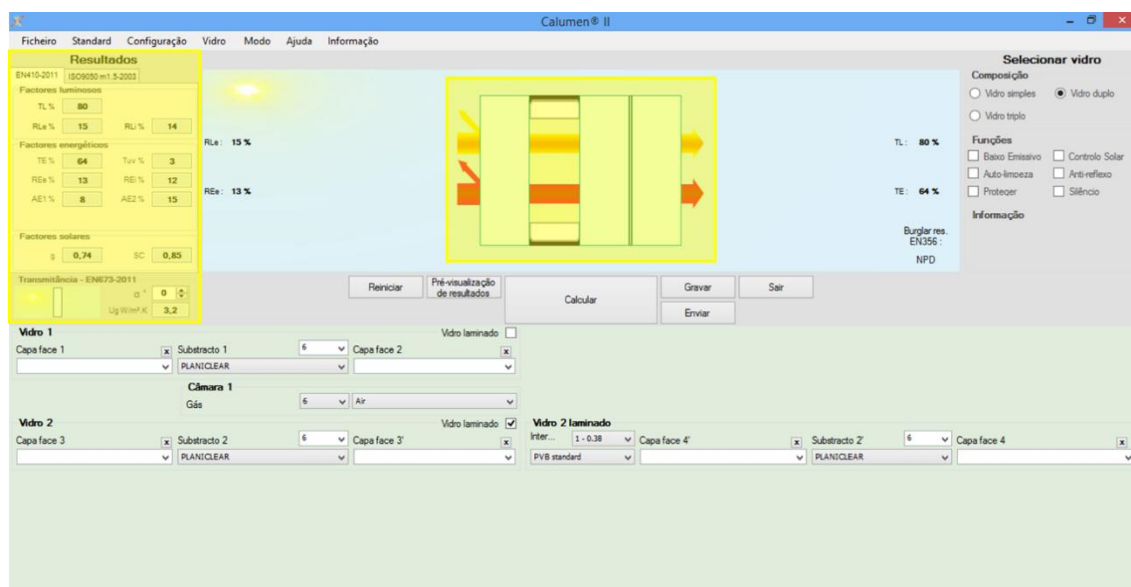 Calumen® II
Ficheiro Standard Configuração Vidro Modo Ajuda Informação
Resultados
EN410-2011 ISO9050 m1.5-2003
Factores luminosos
TL % 80
RLe % 15 RLi % 14
Factores energéticos
TE % 64 Tuv % 3
REe % 13 REi % 12
AE1 % 8 AE2 % 15
Factores solares
g 0,74 SC 0,85
Transmitância - EN673-2011
α ° 0
Ug W/m².K 3,2
RLe : 15 %
REe : 13 %
TL : 80 %
TE : 64 %
Burglar res.
EN356 :
NPD
Selecionar vidro
Composição
Vidro simples Vidro duplo
Vidro triplo
Funções
Baixo Emissivo Controlo Solar
Auto-limpeza Anti-reflexo
Proteger Silêncio
Informação
Reiniciar
Pré-visualização
de resultados
Calcular
Gravar
Sair
Enviar
Vidro 1 Vidro laminado
Capa face 1 x Substracto 1 6 Capa face 2 x
PLANICLEAR
Câmara 1
Gás 6 Air
Vidro 2 Vidro laminado
Capa face 3 x Substracto 2 6 Capa face 3' x
PLANICLEAR
Vidro 2 laminado
Inter... 1 - 0.38 Capa face 4' x Substracto 2' 6 Capa face 4 x
PVB standard PLANICLEAR